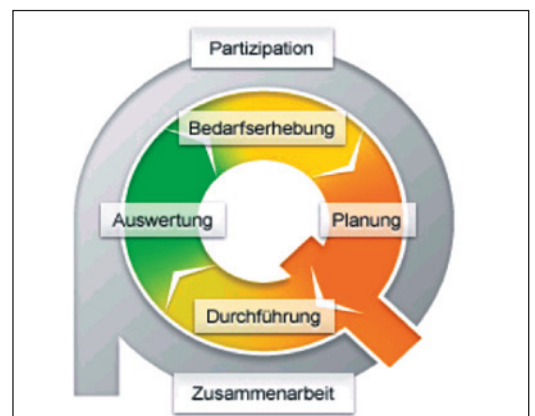 Partizipation
Bedarfserhebung
Auswertung
Planung
Durchführung
Zusammenarbeit